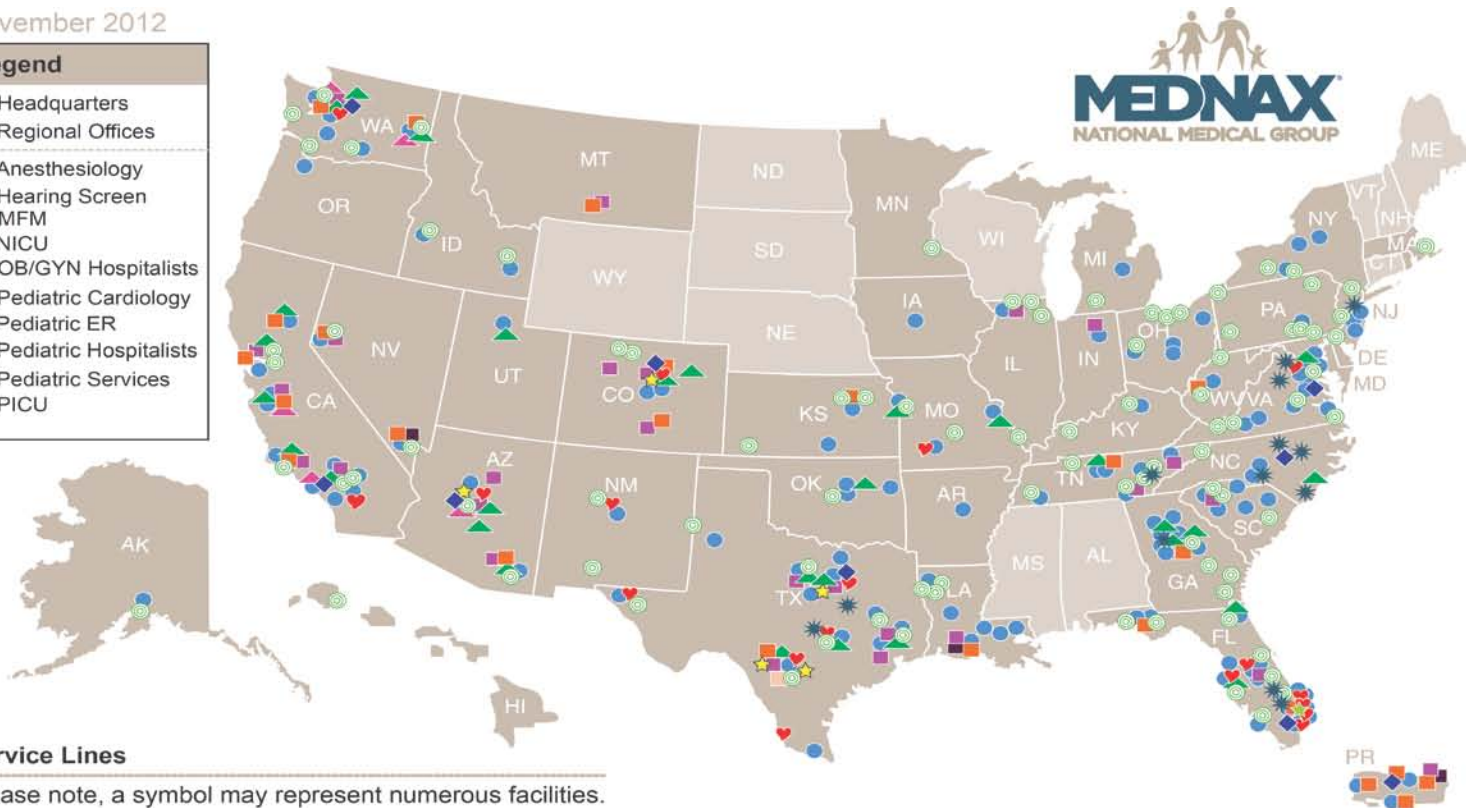 vember 2012
egend
Headquarters
Regional Offices
Anesthesiology
Hearing Screen
MFM
NICU
OB/GYN Hospitalists
Pediatric Cardiology
Pediatric ER
Pediatric Hospitalists
Pediatric Services
PICU
MEDNAX
NATIONAL MEDICAL GROUP
WA
MT
ND
MN
ME
VT
NH
OR
ID
SD
WI
MI
NY
MA
CT
WY
IA
PA
NJ
NV
NE
OH
UT
IL
IN
DE
MD
CA
CO
KS
MO
WV
VA
KY
AZ
NM
OK
AR
TN
NC
SC
AK
MS
AL
GA
TX
LA
FL
HI
PR
rvice Lines
ase note, a symbol may represent numerous facilities.